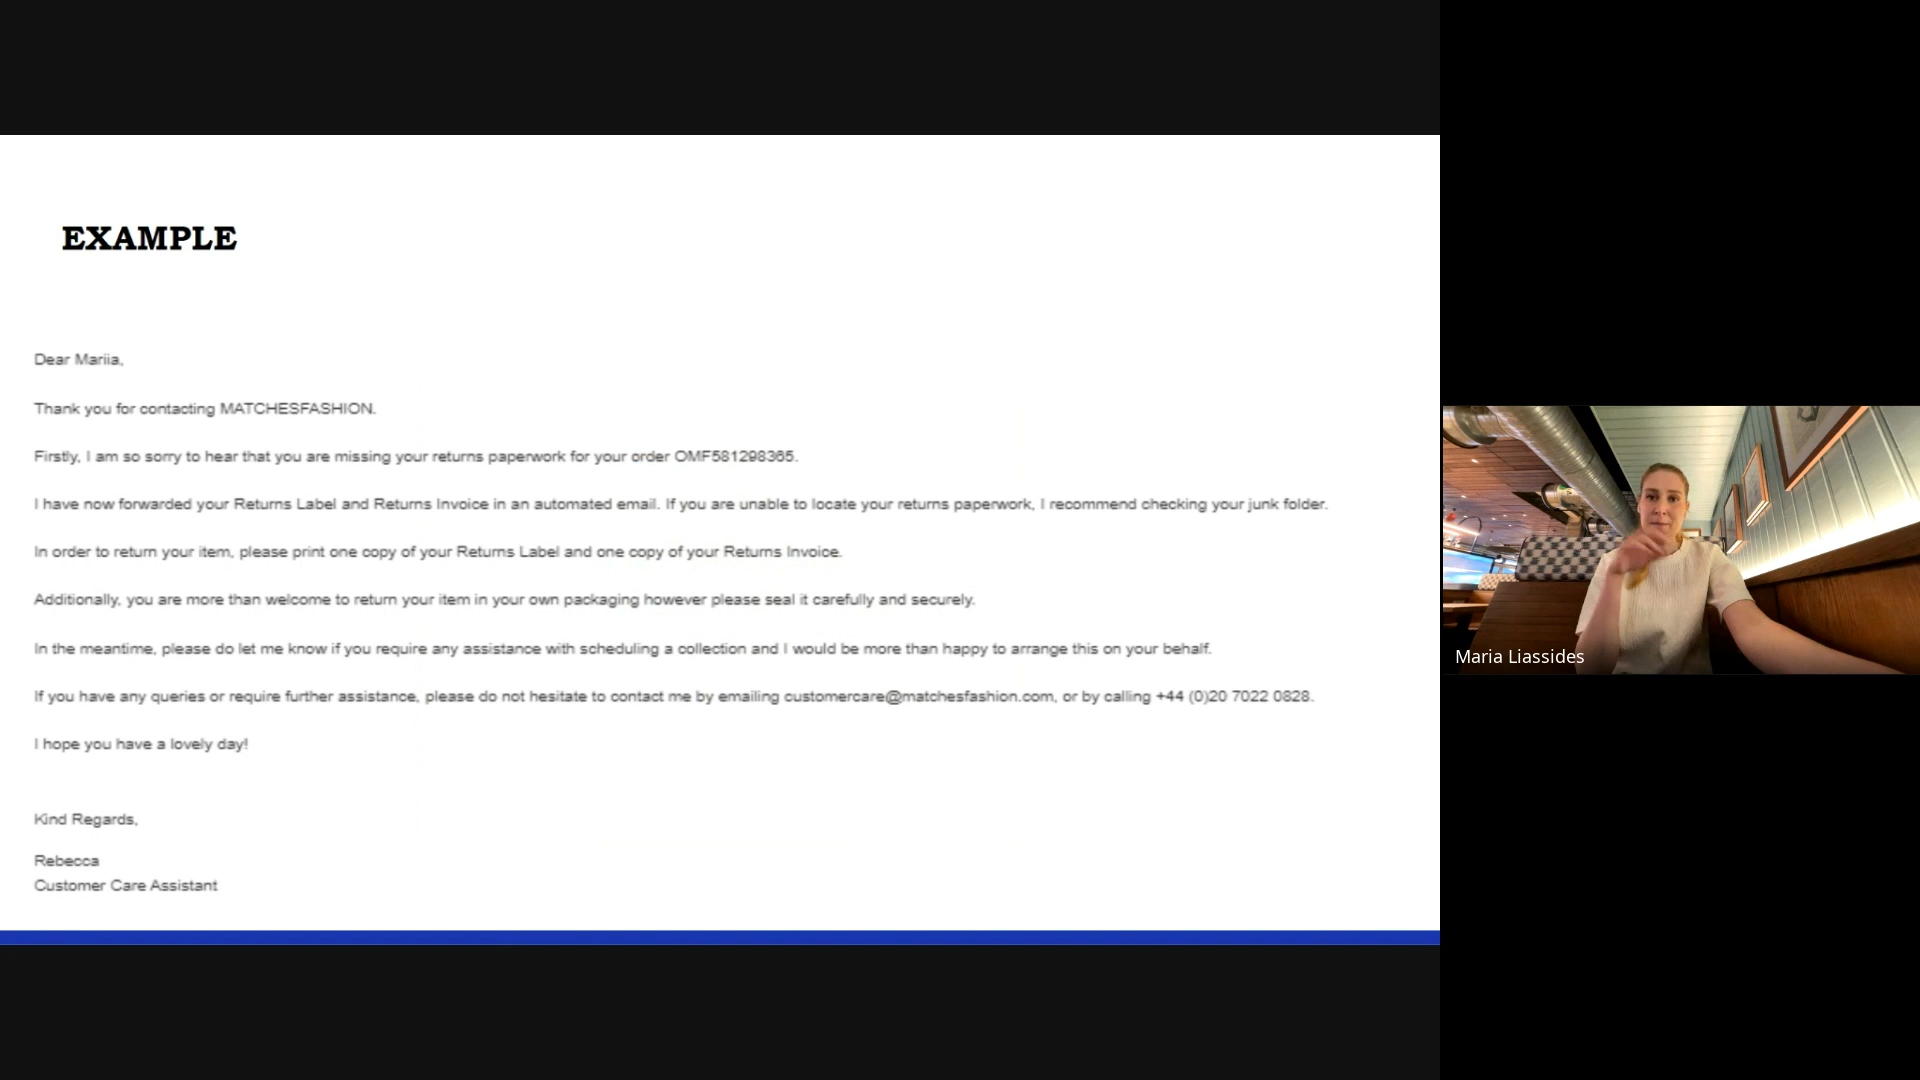 EXAMPLE
Dear Mariia,
Thank you for contacting MATCHESFASHION.
Firstly, I am so sorry to hear that you are missing your returns paperwork for your order OMF581298365.
I have now forwarded your Returns Label and Returns Invoice in an automated email. If you are unable to locate your returns paperwork, I recommend checking your junk folder.
In order to return your item, please print one copy of your Returns Label and one copy of your Returns Invoice.
Additionally, you are more than welcome to return your item in your own packaging however please seal it carefully and securely.
In the meantime, please do let me know if you require any assistance with scheduling a collection and I would be more than happy to arrange this on your behalf.
If you have any queries or require further assistance, please do not hesitate to contact me by emailing customercare@matchesfashion.com, or by calling +44 (0)20 7022 0828.
I hope you have a lovely day!
Kind Regards,
Rebecca
Customer Care Assistant
Maria Liassides